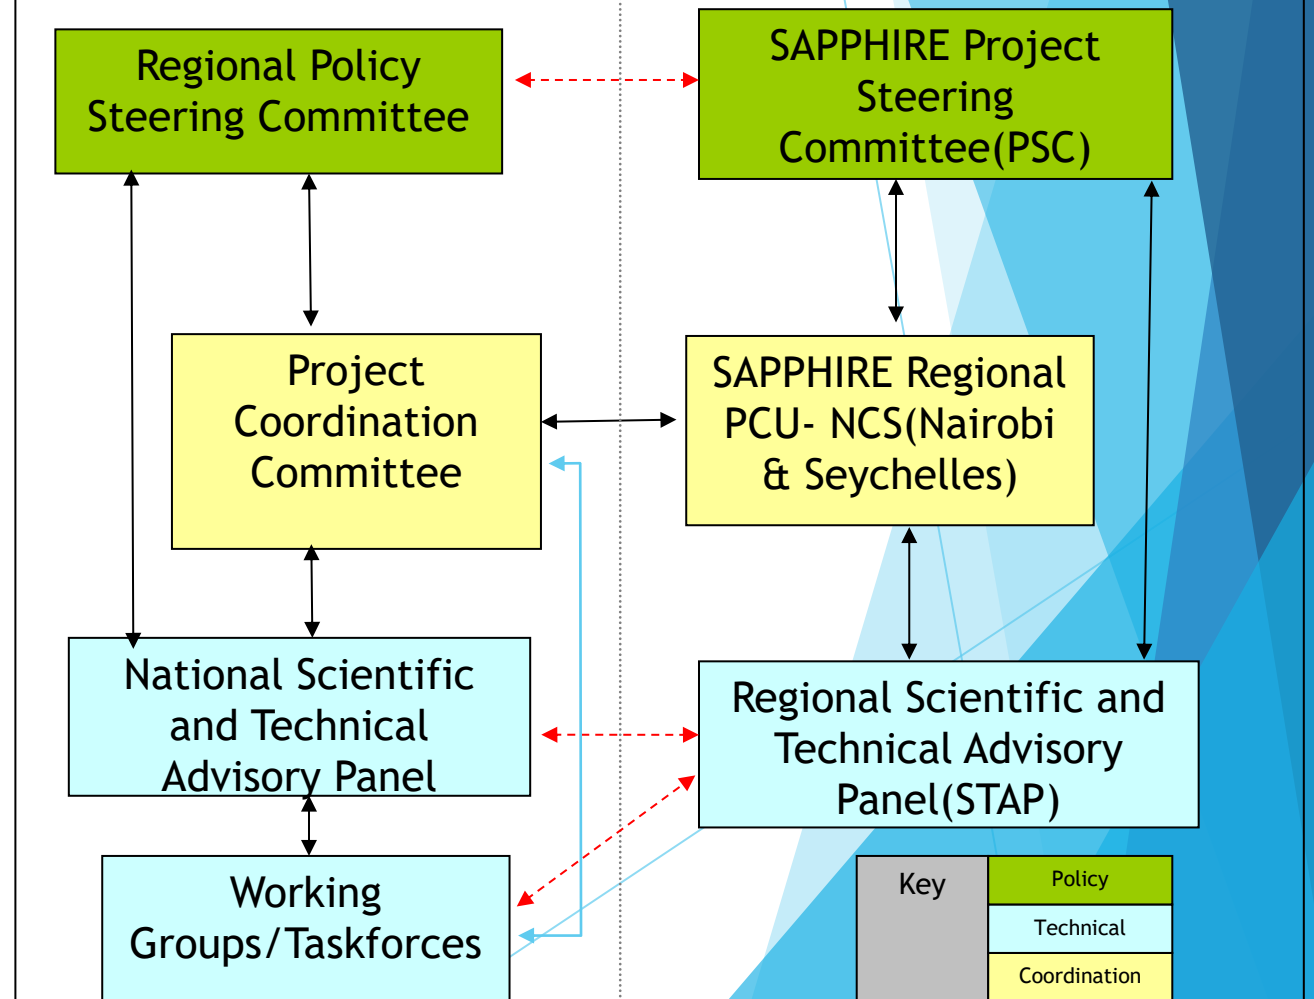 Regional Policy
Steering Committee
SAPPHIRE Project
Steering
Committee(PSC)
Project
Coordination
Committee
SAPPHIRE Regional
PCU- NCS(Nairobi
& Seychelles)
National Scientific
and Technical
Advisory Panel
Regional Scientific and
Technical Advisory
Panel(STAP)
Working
Groups/Taskforces
Key
Policy
Technical
Coordination